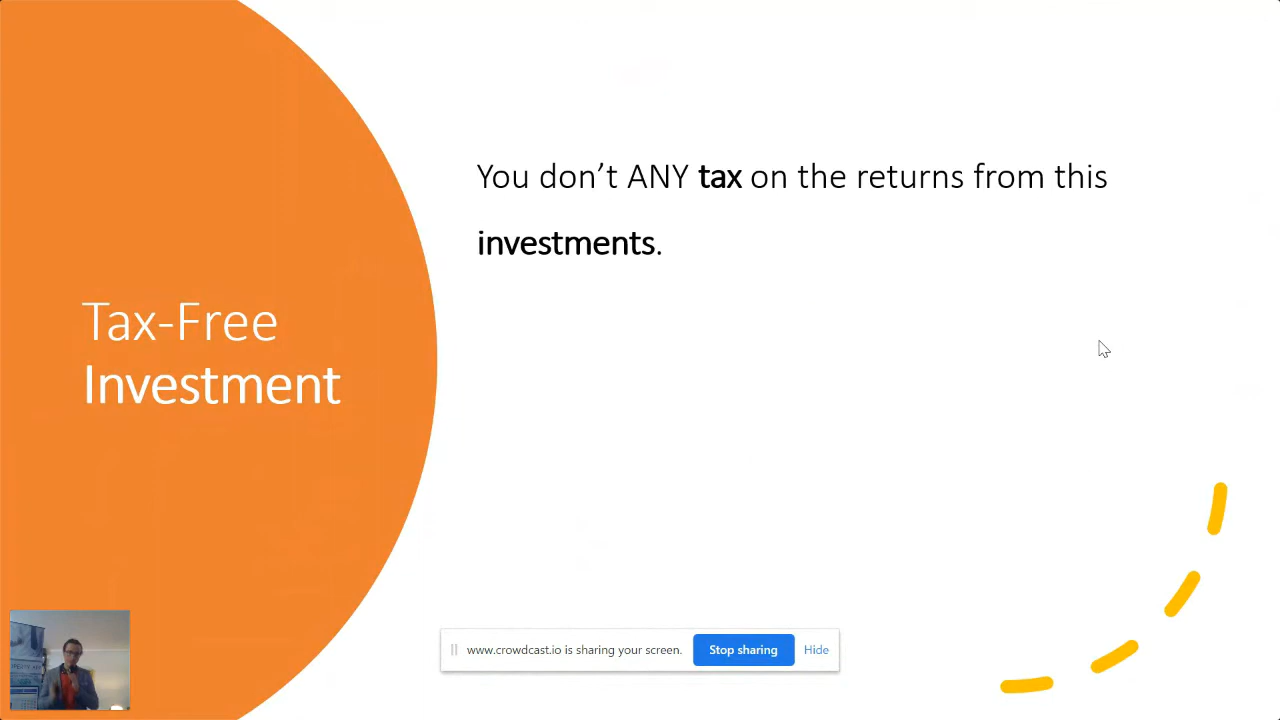 You don’t ANY tax on the returns from this
investments.
Tax-Free
Investment
www.crowdcast.io is sharing your screen.
Stop sharing
Hide